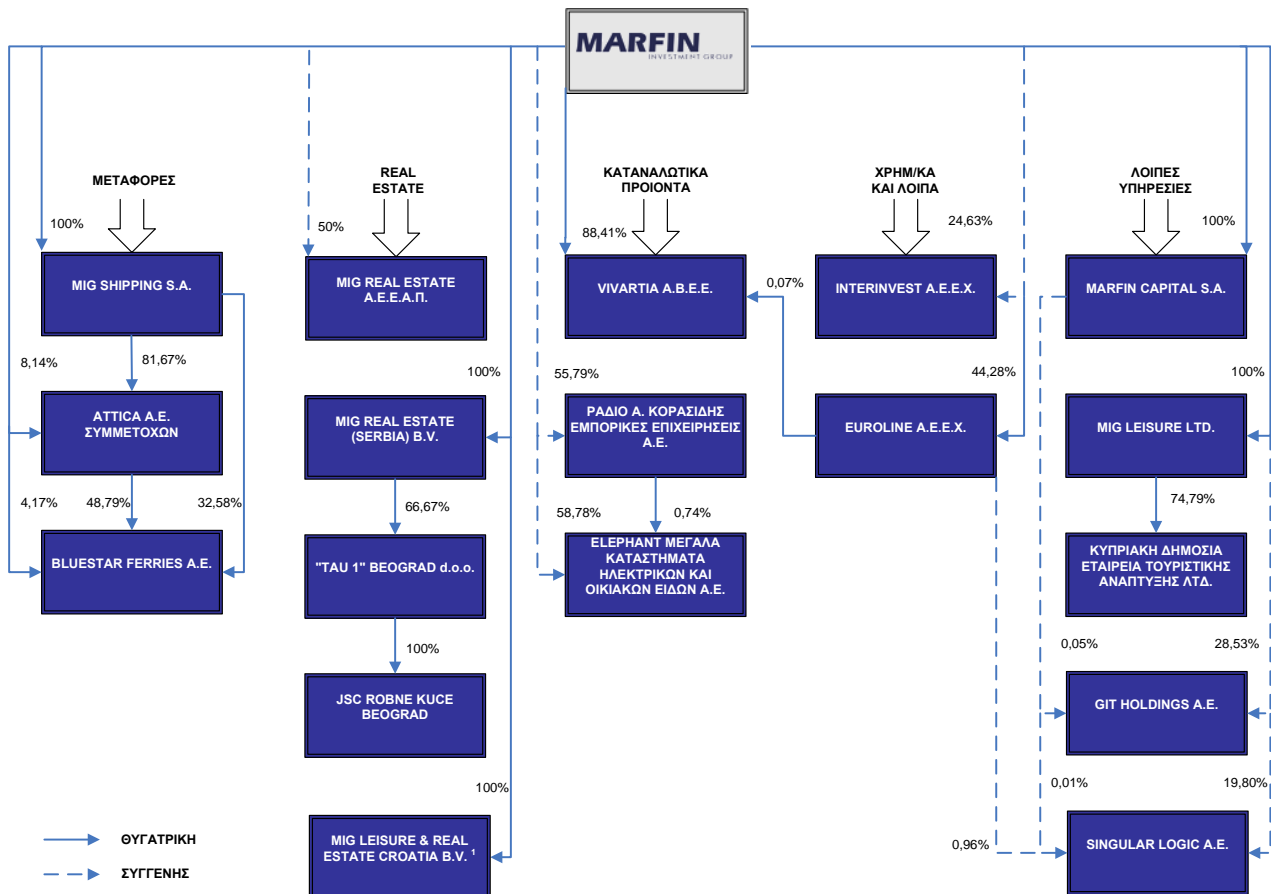 MARFIN
INVESTMENT GROUP
ΜΕΤΑΦΟΡΕΣ
REAL
ESTATE
ΚΑΤΑΝΑΛΩΤΙΚΑ
ΠΡΟΙΟΝΤΑ
ΧΡΗΜ/ΚΑ
ΚΑΙ ΛΟΙΠΑ
ΛΟΙΠΕΣ
ΥΠΗΡΕΣΙΕΣ
100%
50%
88,41%
24,63%
100%
MIG SHIPPING S.A.
MIG REAL ESTATE
Α.Ε.Ε.Α.Π.
VIVARTIA Α.Β.Ε.Ε.
0,07%
INTERINVEST Α.Ε.Ε.Χ.
MARFIN CAPITAL S.A.
8,14%
81,67%
100%
55,79%
44,28%
100%
ATTICA Α.Ε.
ΣΥΜΜΕΤΟΧΩΝ
MIG REAL ESTATE
(SERBIA) B.V.
ΡΑΔΙΟ Α. ΚΟΡΑΣΙΔΗΣ
ΕΜΠΟΡΙΚΕΣ ΕΠΙΧΕΙΡΗΣΕΙΣ
Α.Ε.
EUROLINE Α.Ε.Ε.Χ.
MIG LEISURE LTD.
4,17%
48,79%
32,58%
66,67%
58,78%
0,74%
74,79%
BLUESTAR FERRIES Α.Ε.
"TAU 1" BEOGRAD d.o.o.
ELEPHANT ΜΕΓΑΛΑ
ΚΑΤΑΣΤΗΜΑΤΑ
ΗΛΕΚΤΡΙΚΩΝ ΚΑΙ
ΟΙΚΙΑΚΩΝ ΕΙΔΩΝ Α.Ε.
ΚΥΠΡΙΑΚΗ ΔΗΜΟΣΙΑ
ΕΤΑΙΡΕΙΑ ΤΟΥΡΙΣΤΙΚΗΣ
ΑΝΑΠΤΥΞΗΣ ΛΤΔ.
100%
0,05%
28,53%
JSC ROBNE KUCE
BEOGRAD
GIT HOLDINGS Α.Ε.
100%
0,01%
19,80%
MIG LEISURE & REAL
ESTATE CROATIA B.V. ¹
0,96%
SINGULAR LOGIC Α.Ε.
ΘΥΓΑΤΡΙΚΗ
ΣΥΓΓΕΝΗΣ